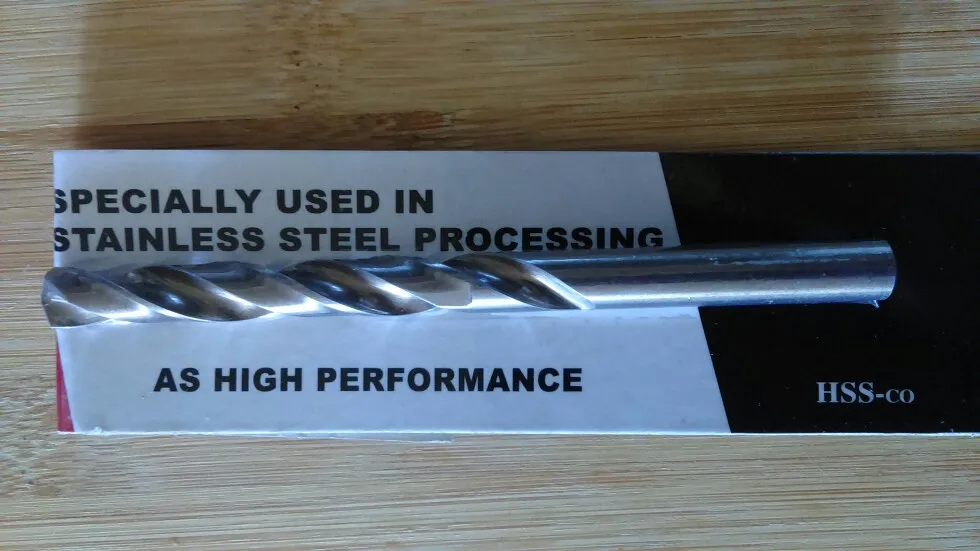 SPECIALLY USED IN
STAINLESS STEEL PROCESSING
AS HIGH PERFORMANCE
HSS-CO